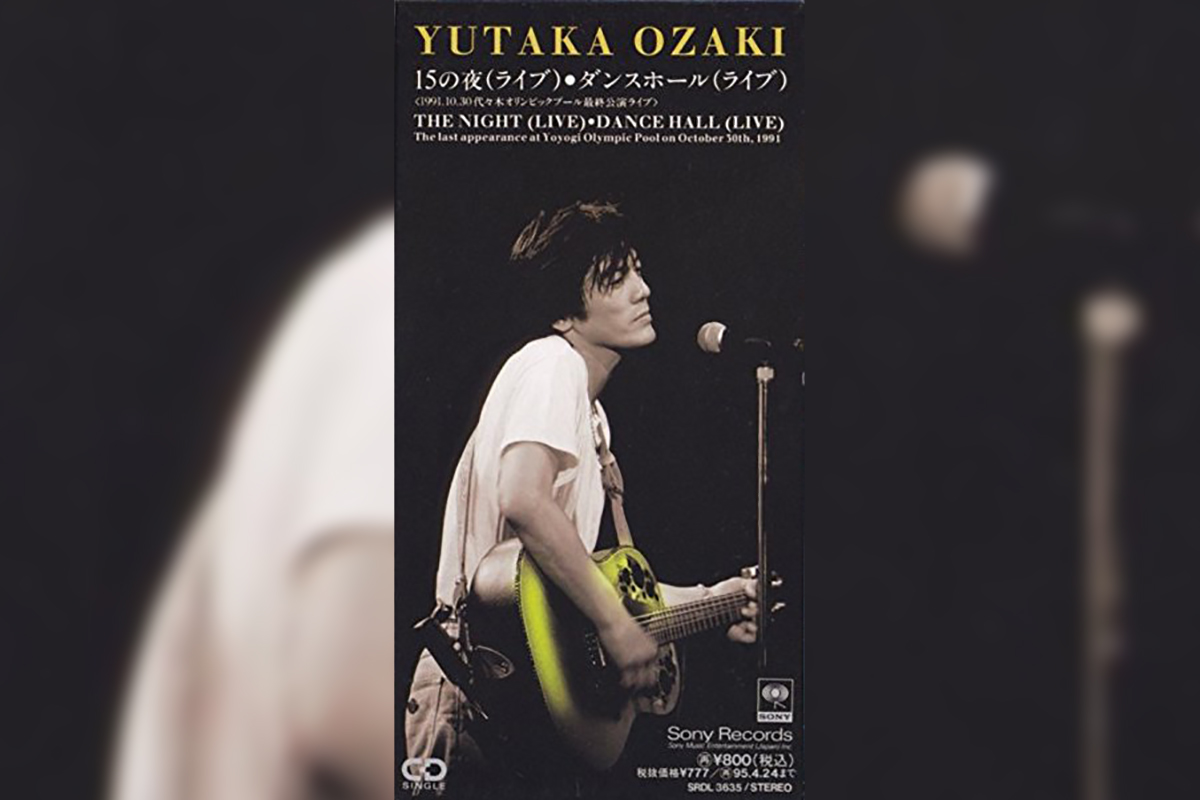 YUTAKA OZAKI
15の夜(ライブ)●ダンスホール(ライブ)
〈1991.10.30代々木オリンピックプール最終公演ライブ〉
THE NIGHT (LIVE)•DANCE HALL (LIVE)
The last appearance at Yoyogi Olympic Pool on October 30th, 1991
SONY
Sony Records
Sony Music Entertainment (Japan) Inc.
再¥800(税込)
税抜価格¥777/再95.4.24まで
SRDL 3635/STEREO
CD
SINGLE